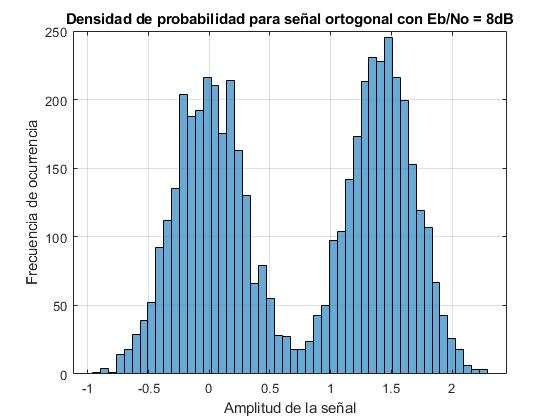 Densidad de probabilidad para señal ortogonal con Eb/No = 8dB
250
200
150
100
50
0
Frecuencia de ocurrencia
-1 -0.5 0 0.5 1 1.5 2
Amplitud de la señal